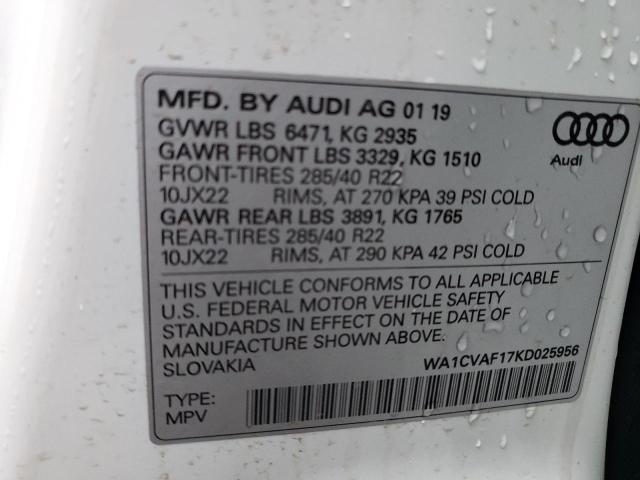 MFD. BY AUDI AG 01 19
GVWR LBS 6471, KG 2935
GAWR FRONT LBS 3329, KG 1510
FRONT-TIRES 285/40 R22
10JX22 RIMS, AT 270 KPA 39 PSI COLD
GAWR REAR LBS 3891, KG 1765
REAR-TIRES 285/40 R22
10JX22 RIMS, AT 290 KPA 42 PSI COLD
Audi
THIS VEHICLE CONFORMS TO ALL APPLICABLE
U.S. FEDERAL MOTOR VEHICLE SAFETY
STANDARDS IN EFFECT ON THE DATE OF
MANUFACTURE SHOWN ABOVE.
SLOVAKIA
WA1CVAF17KD025956
TYPE:
MPV